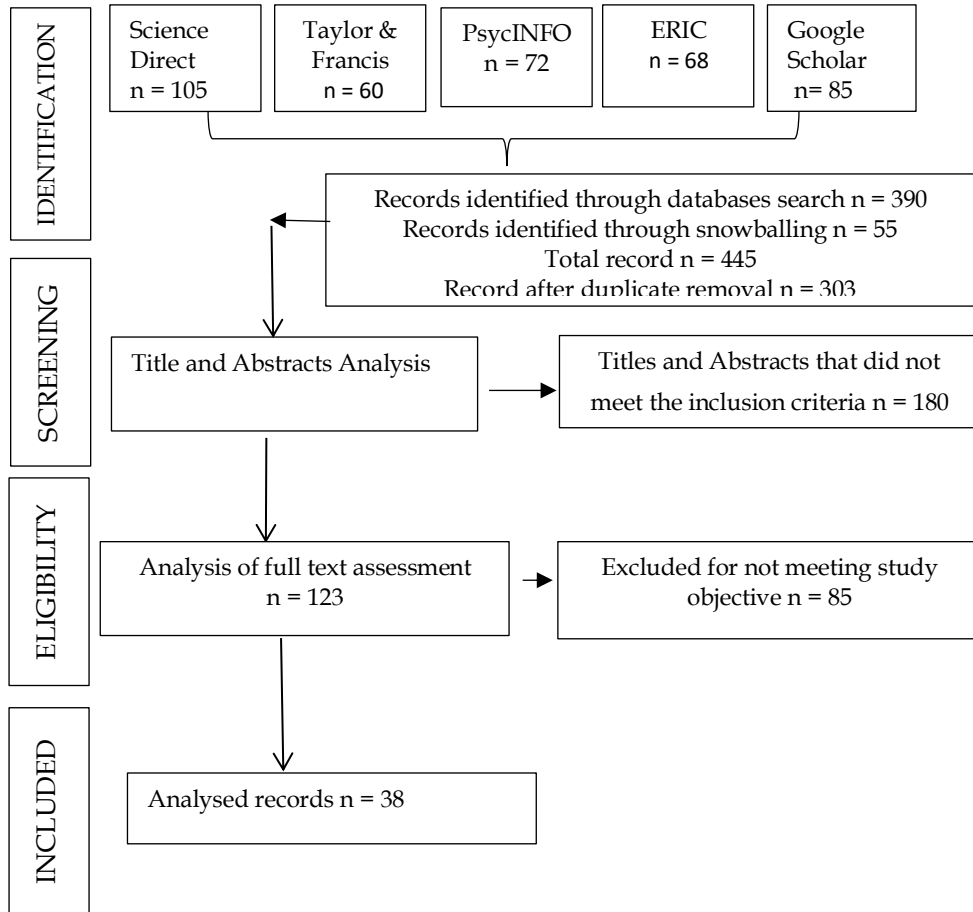 IDENTIFICATION
Science
Direct
n = 105
Taylor &
Francis
n = 60
PsycINFO
n = 72
ERIC
n = 68
Google
Scholar
n= 85
Records identified through databases search n = 390
Records identified through snowballing n = 55
Total record n = 445
Record after duplicate removal n = 303
SCREENING
Title and Abstracts Analysis
Titles and Abstracts that did not
meet the inclusion criteria n = 180
ELIGIBILITY
Analysis of full text assessment
n = 123
Excluded for not meeting study
objective n = 85
INCLUDED
Analysed records n = 38